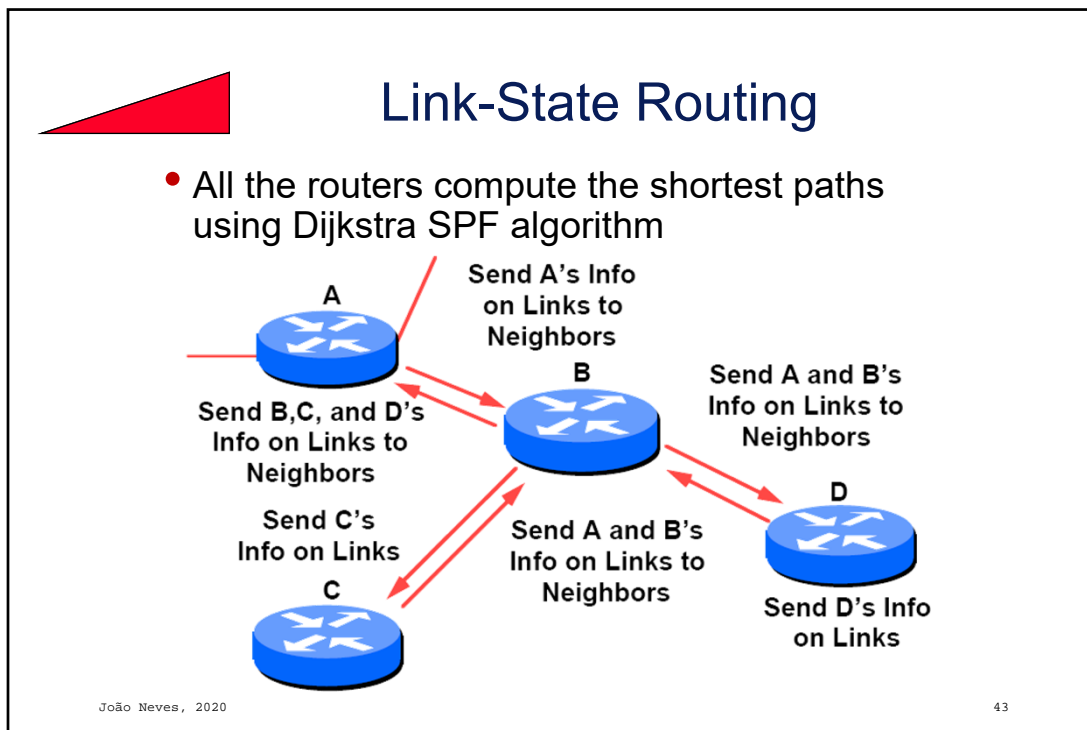 Link-State Routing
• All the routers compute the shortest paths
using Dijkstra SPF algorithm
A
Send A's Info
on Links to
Neighbors
B
Send B,C, and D's
Info on Links to
Neighbors
Send A and B's
Info on Links to
Neighbors
D
Send C's
Info on Links
C
Send A and B's
Info on Links to
Neighbors
Send D's Info
on Links
João Neves, 2020
43